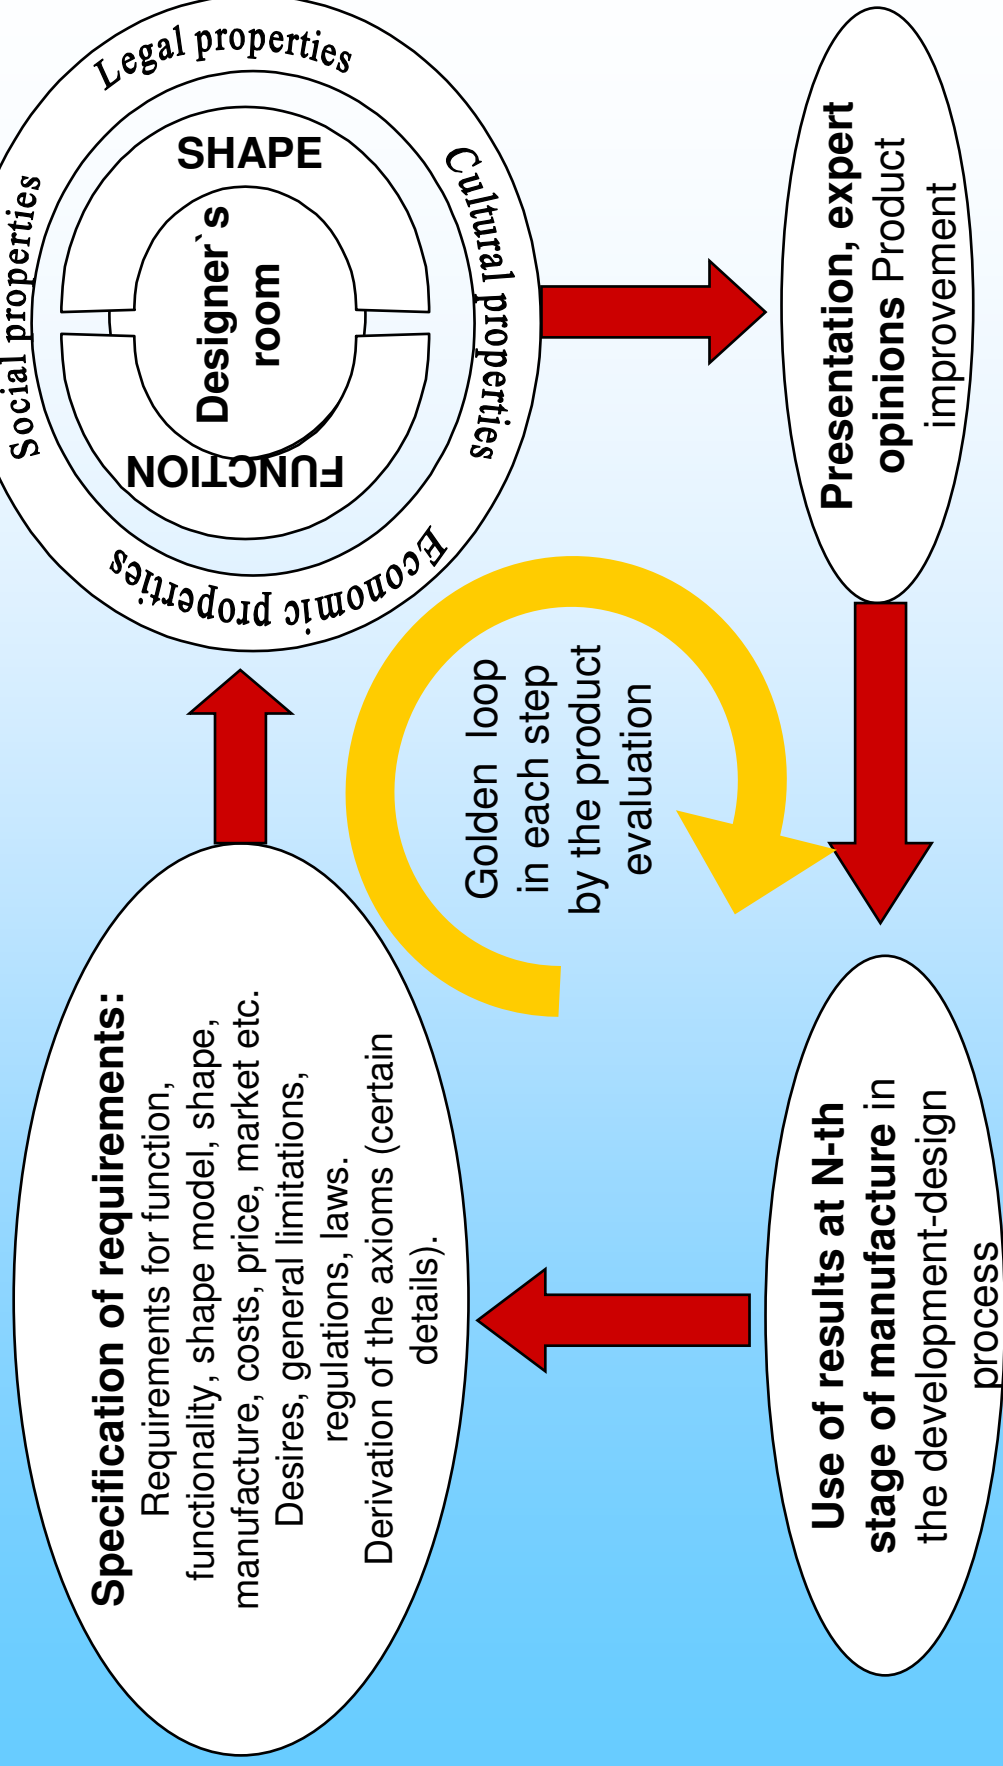 Specification of requirements:
Requirements for function,
functionality, shape model, shape,
manufacture, costs, price, market etc.
Desires, general limitations,
regulations, laws.
Derivation of the axioms (certain
details).
Social properties
Legal properties
Cultural properties
Economic properties
SHAPE
FUNCTION
Designer`s
room
Golden loop
in each step
by the product
evaluation
Use of results at N-th
stage of manufacture in
the development-design
process
Presentation, expert
opinions Product
improvement